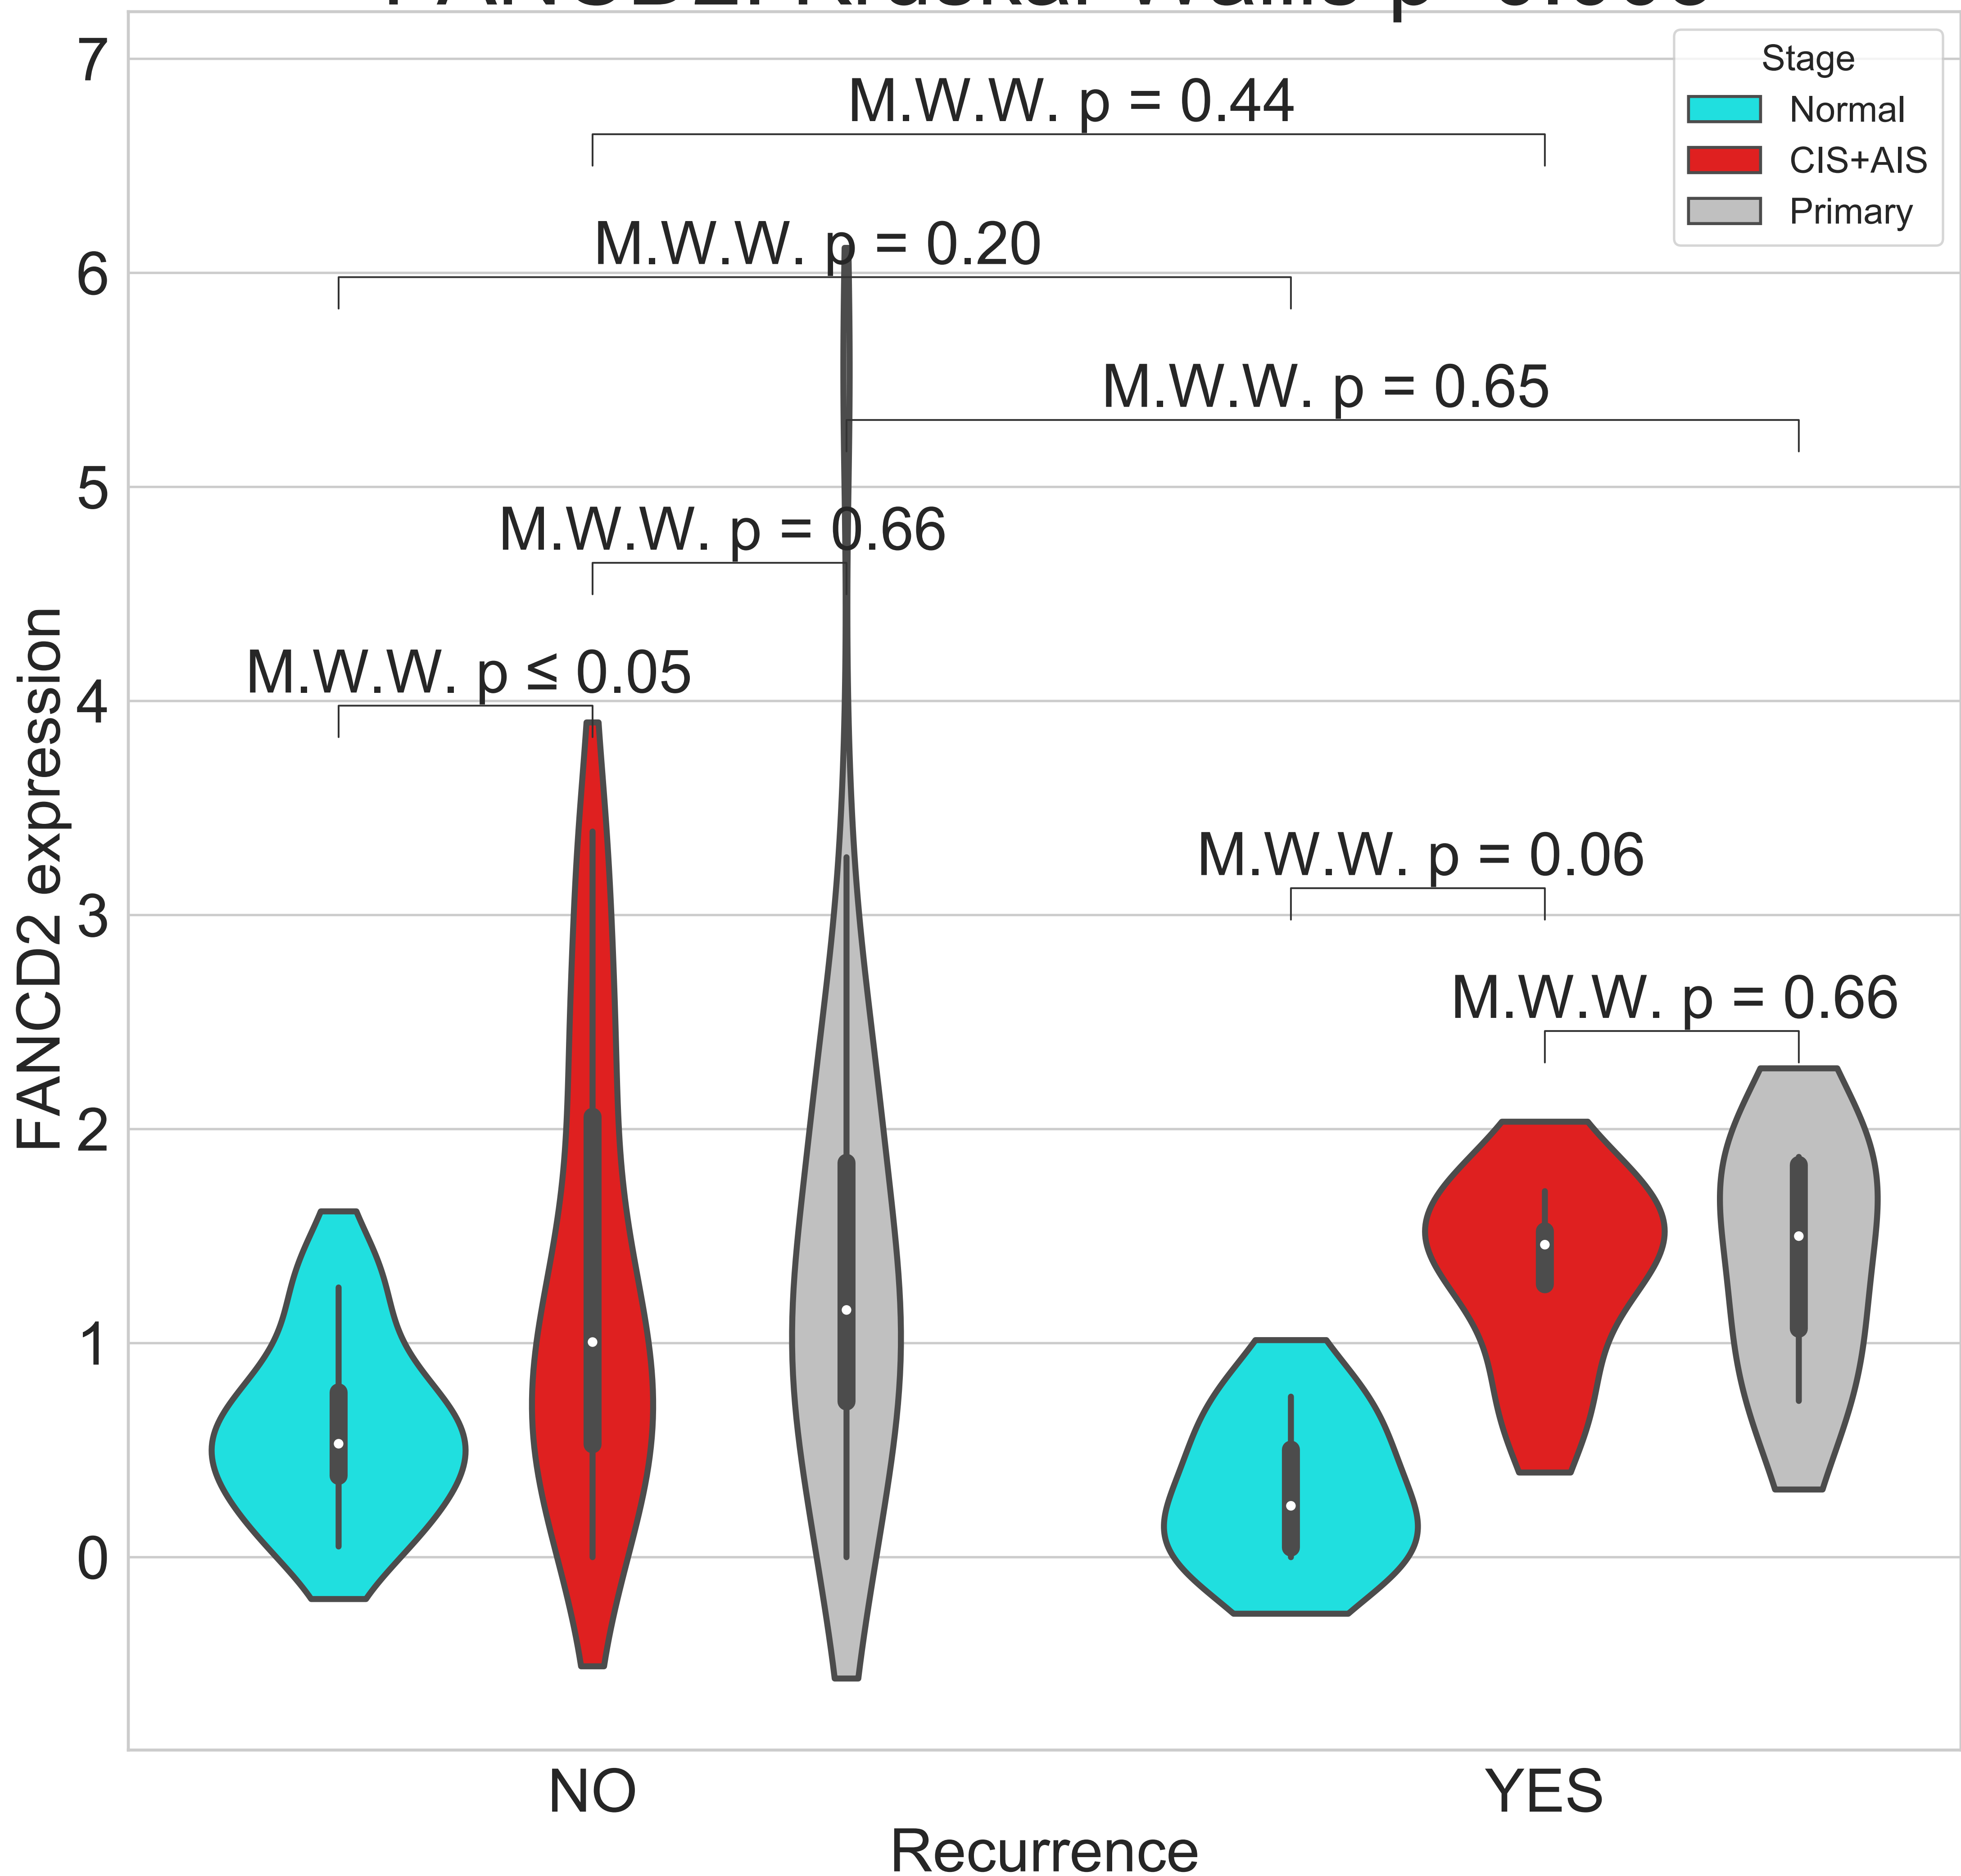 7
6
5
4
3
2
1
0
FANCD2 expression
Stage
Normal
CIS+AIS
Primary
M.W.W. p = 0.44
M.W.W. p = 0.20
M.W.W. p = 0.65
M.W.W. p = 0.66
M.W.W. p ≤ 0.05
M.W.W. p = 0.06
M.W.W. p = 0.66
NO
YES
Recurrence